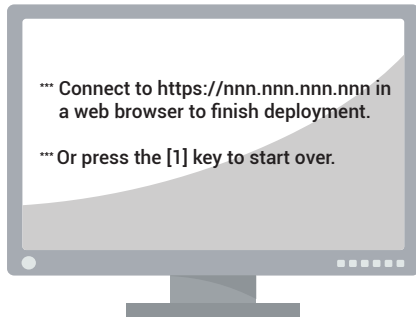 *** Connect to https://nnn.nnn.nnn.nnn in
a web browser to finish deployment.
*** Or press the [1] key to start over.